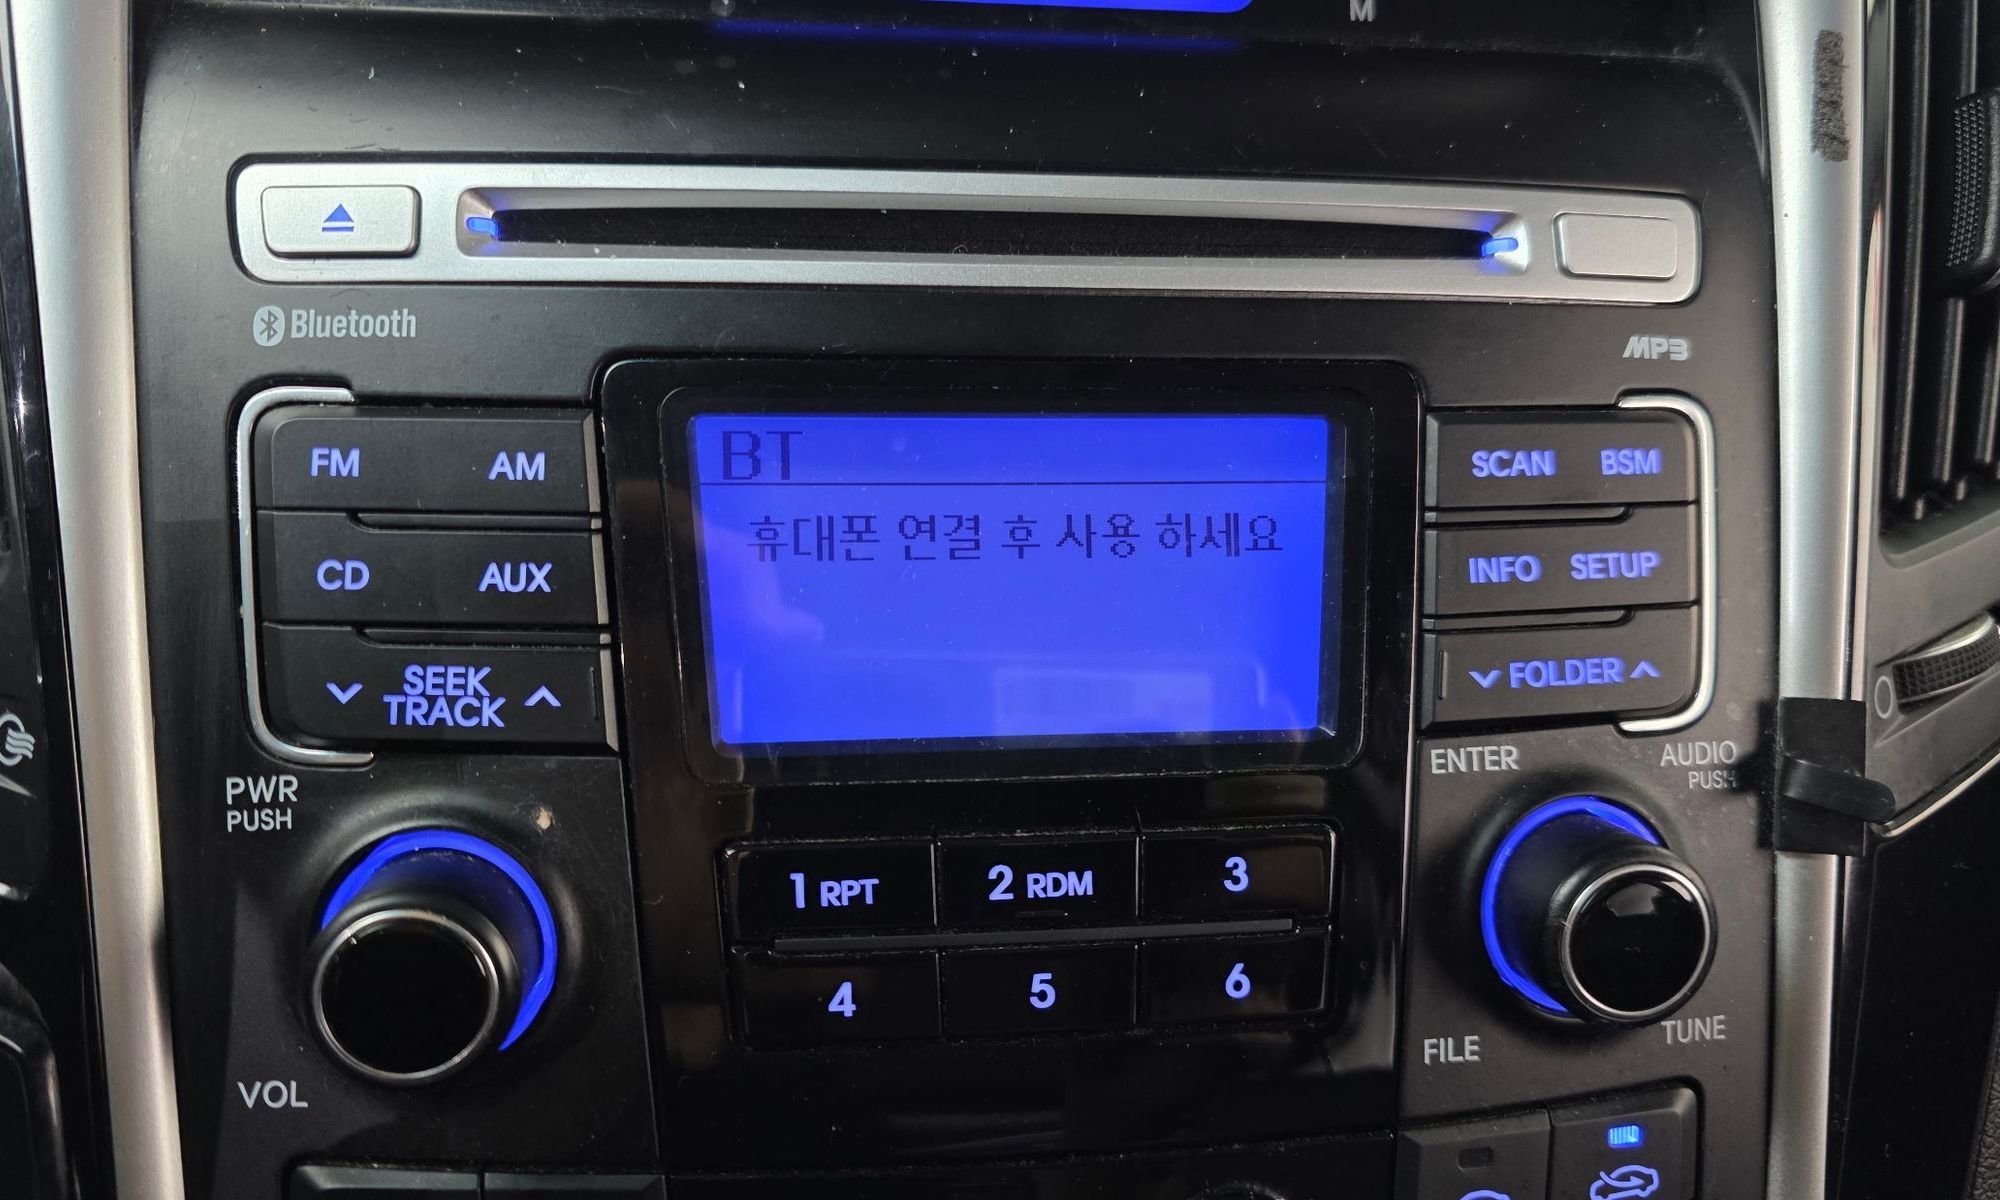 M
Bluetooth
MP3
FM AM
CD AUX
SEEK
TRACK
BT
휴대폰 연결 후 사용 하세요
SCAN BSM
INFO SETUP
FOLDER
PWR
PUSH
VOL
1 RPT 2 RDM 3
4 5 6
ENTER
AUDIO
PUSH
FILE
TUNE